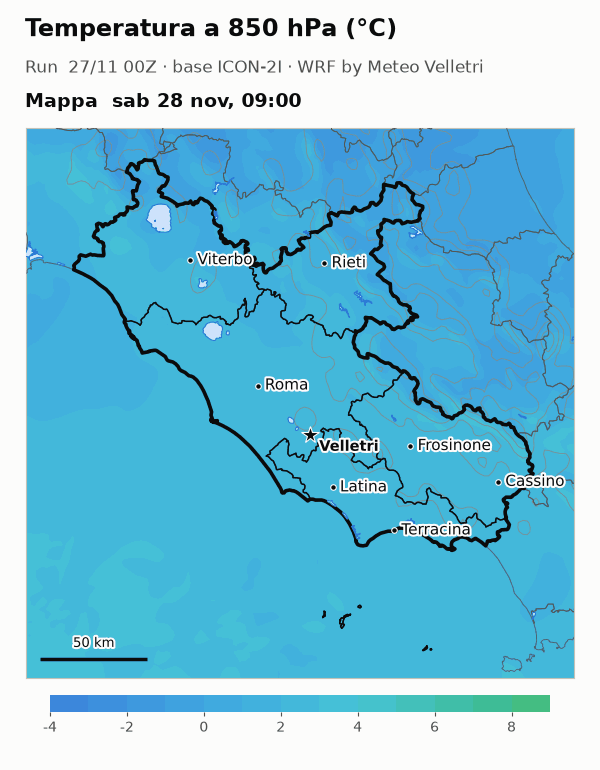 Temperatura a 850 hPa (°C)
Run  27/11 00Z · base ICON-2I · WRF by Meteo Velletri
Mappa  sab 28 nov, 09:00
Viterbo
Rieti
Roma
Velletri
Frosinone
Latina
Cassino
Terracina
50 km
-4 -2 0 2 4 6 8